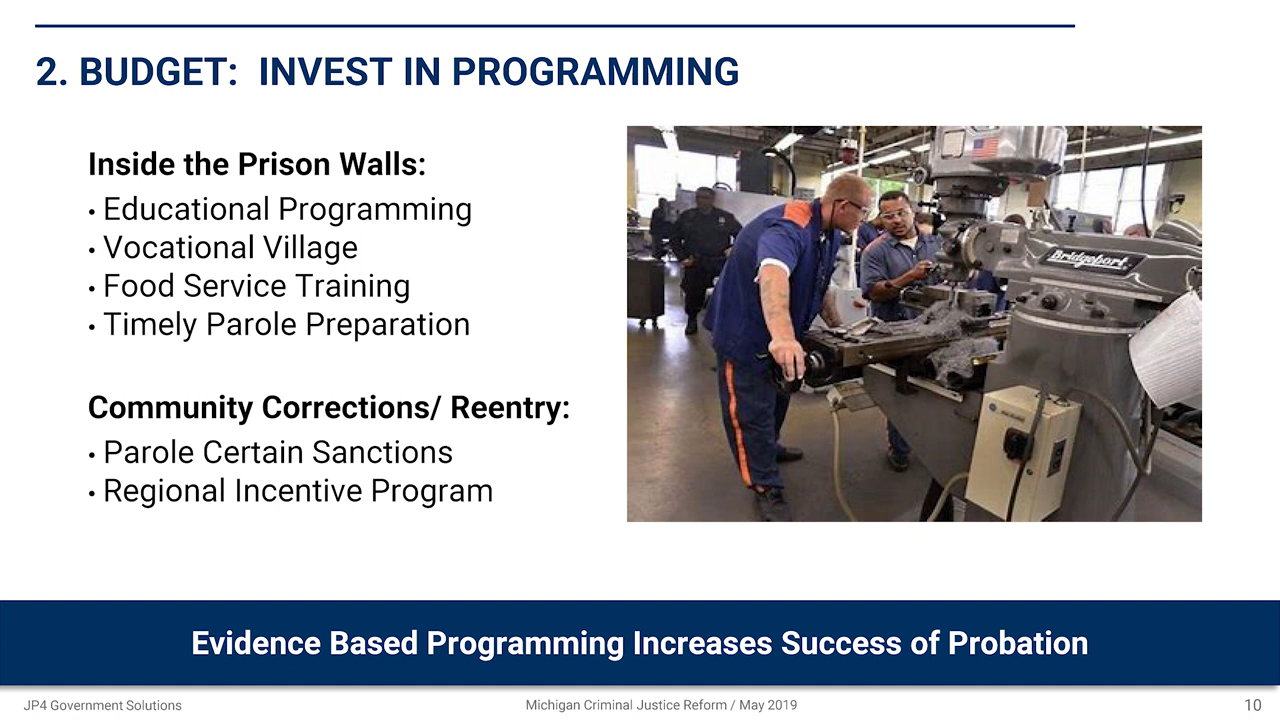 2. BUDGET:  INVEST IN PROGRAMMING
Inside the Prison Walls:
• Educational Programming
• Vocational Village
• Food Service Training
• Timely Parole Preparation
Community Corrections/ Reentry:
• Parole Certain Sanctions
• Regional Incentive Program
Bridgeport
Evidence Based Programming Increases Success of Probation
JP4 Government Solutions
Michigan Criminal Justice Reform / May 2019
10